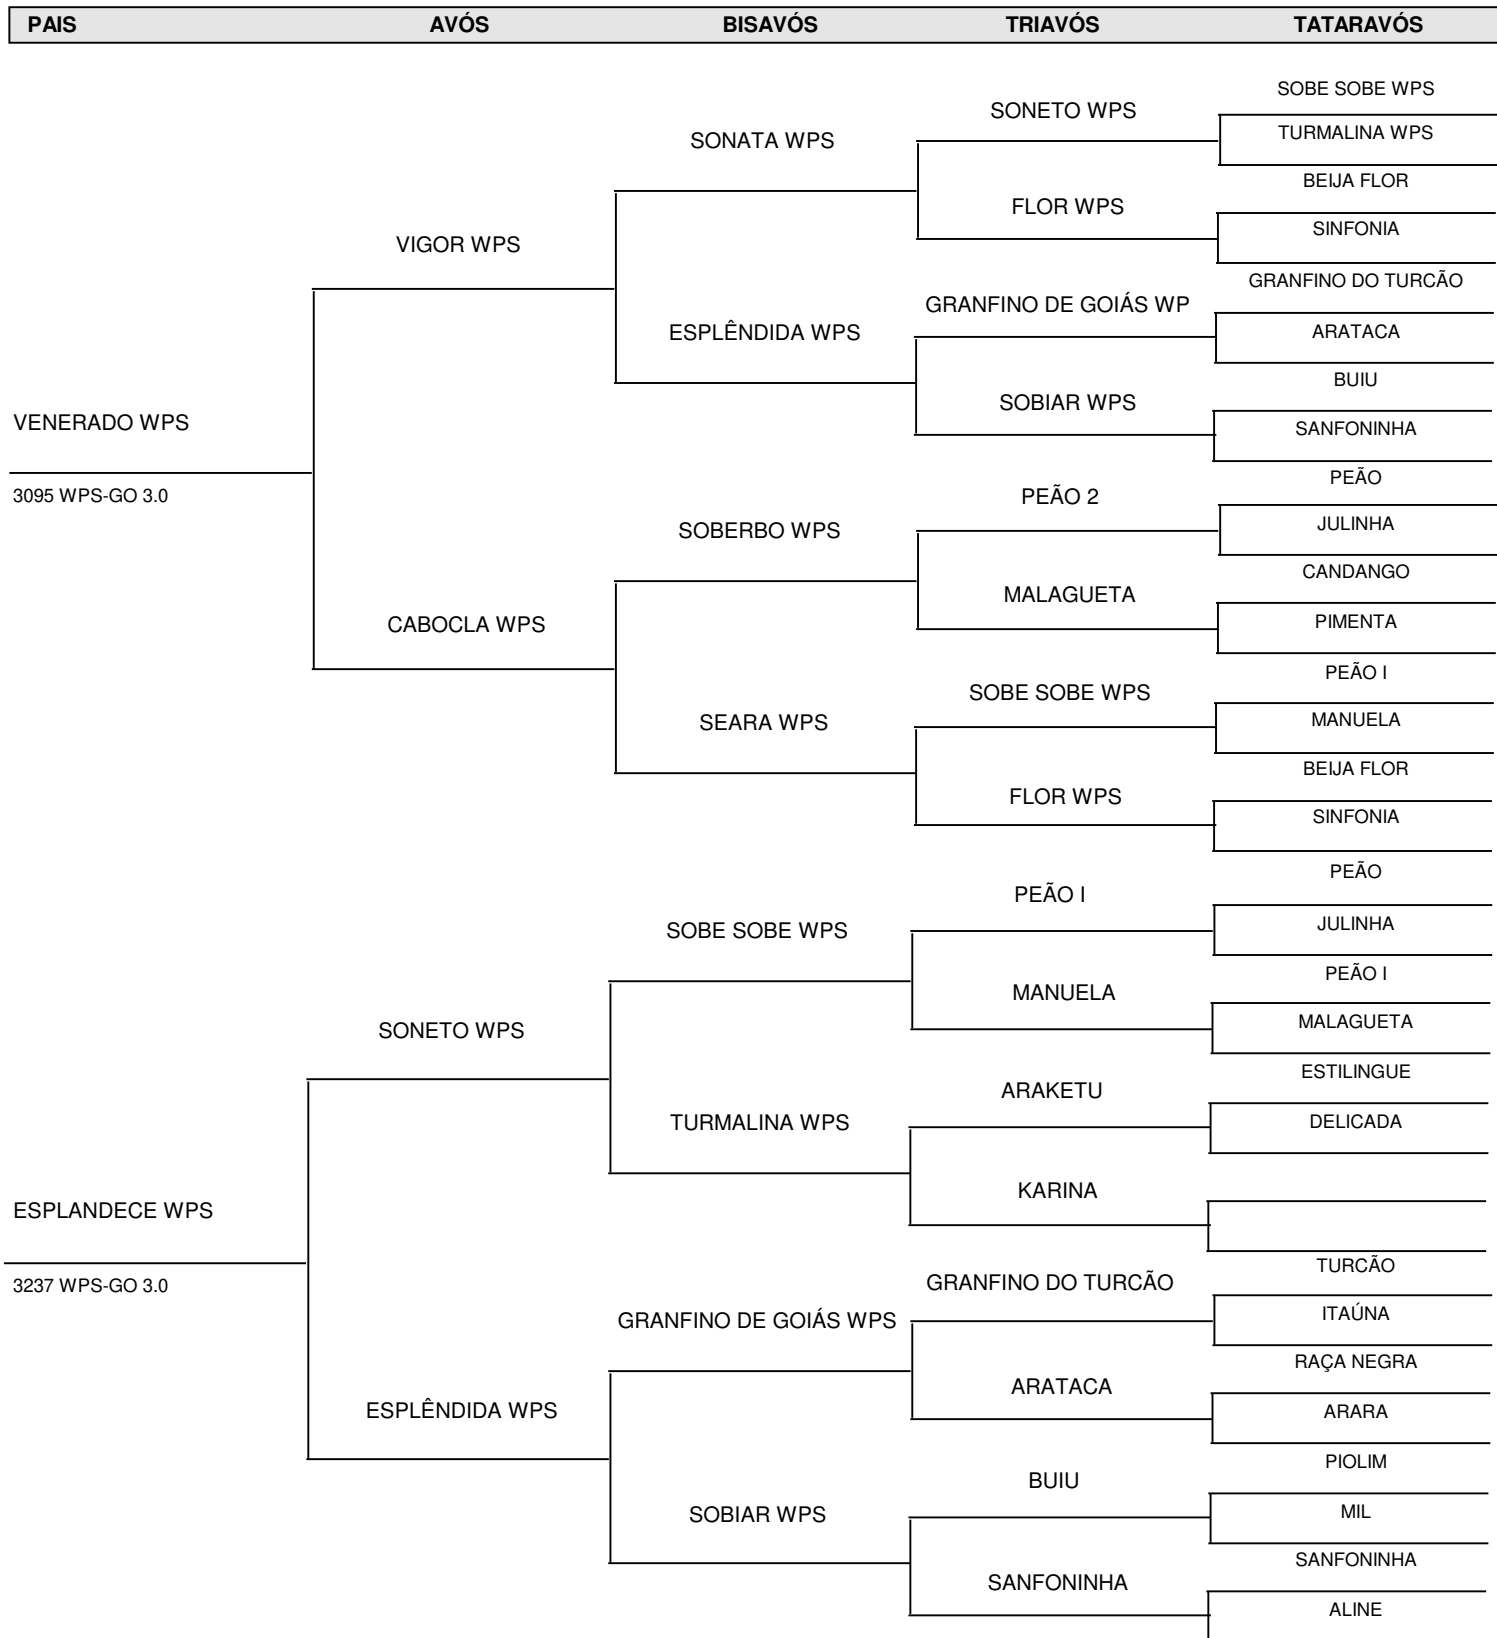 PAIS AVÓS BISAVÓS TRIAVÓS TATARAVÓS
SOBE SOBE WPS
SONETO WPS
TURMALINA WPS
SONATA WPS
BEIJA FLOR
FLOR WPS
SINFONIA
VIGOR WPS
GRANFINO DO TURCÃO
GRANFINO DE GOIÁS WP
ARATACA
ESPLÊNDIDA WPS
BUIU
SOBIAR WPS
VENERADO WPS
SANFONINHA
PEÃO
3095 WPS-GO 3.0
PEÃO 2
JULINHA
SOBERBO WPS
CANDANGO
MALAGUETA
PIMENTA
CABOCLA WPS
PEÃO I
SOBE SOBE WPS
MANUELA
SEARA WPS
BEIJA FLOR
FLOR WPS
SINFONIA
PEÃO
PEÃO I
JULINHA
SOBE SOBE WPS
PEÃO I
MANUELA
MALAGUETA
SONETO WPS
ESTILINGUE
ARAKETU
DELICADA
TURMALINA WPS
KARINA
ESPLANDECE WPS
TURCÃO
3237 WPS-GO 3.0
GRANFINO DO TURCÃO
ITAÚNA
GRANFINO DE GOIÁS WPS
RAÇA NEGRA
ARATACA
ARARA
ESPLÊNDIDA WPS
PIOLIM
BUIU
MIL
SOBIAR WPS
SANFONINHA
SANFONINHA
ALINE